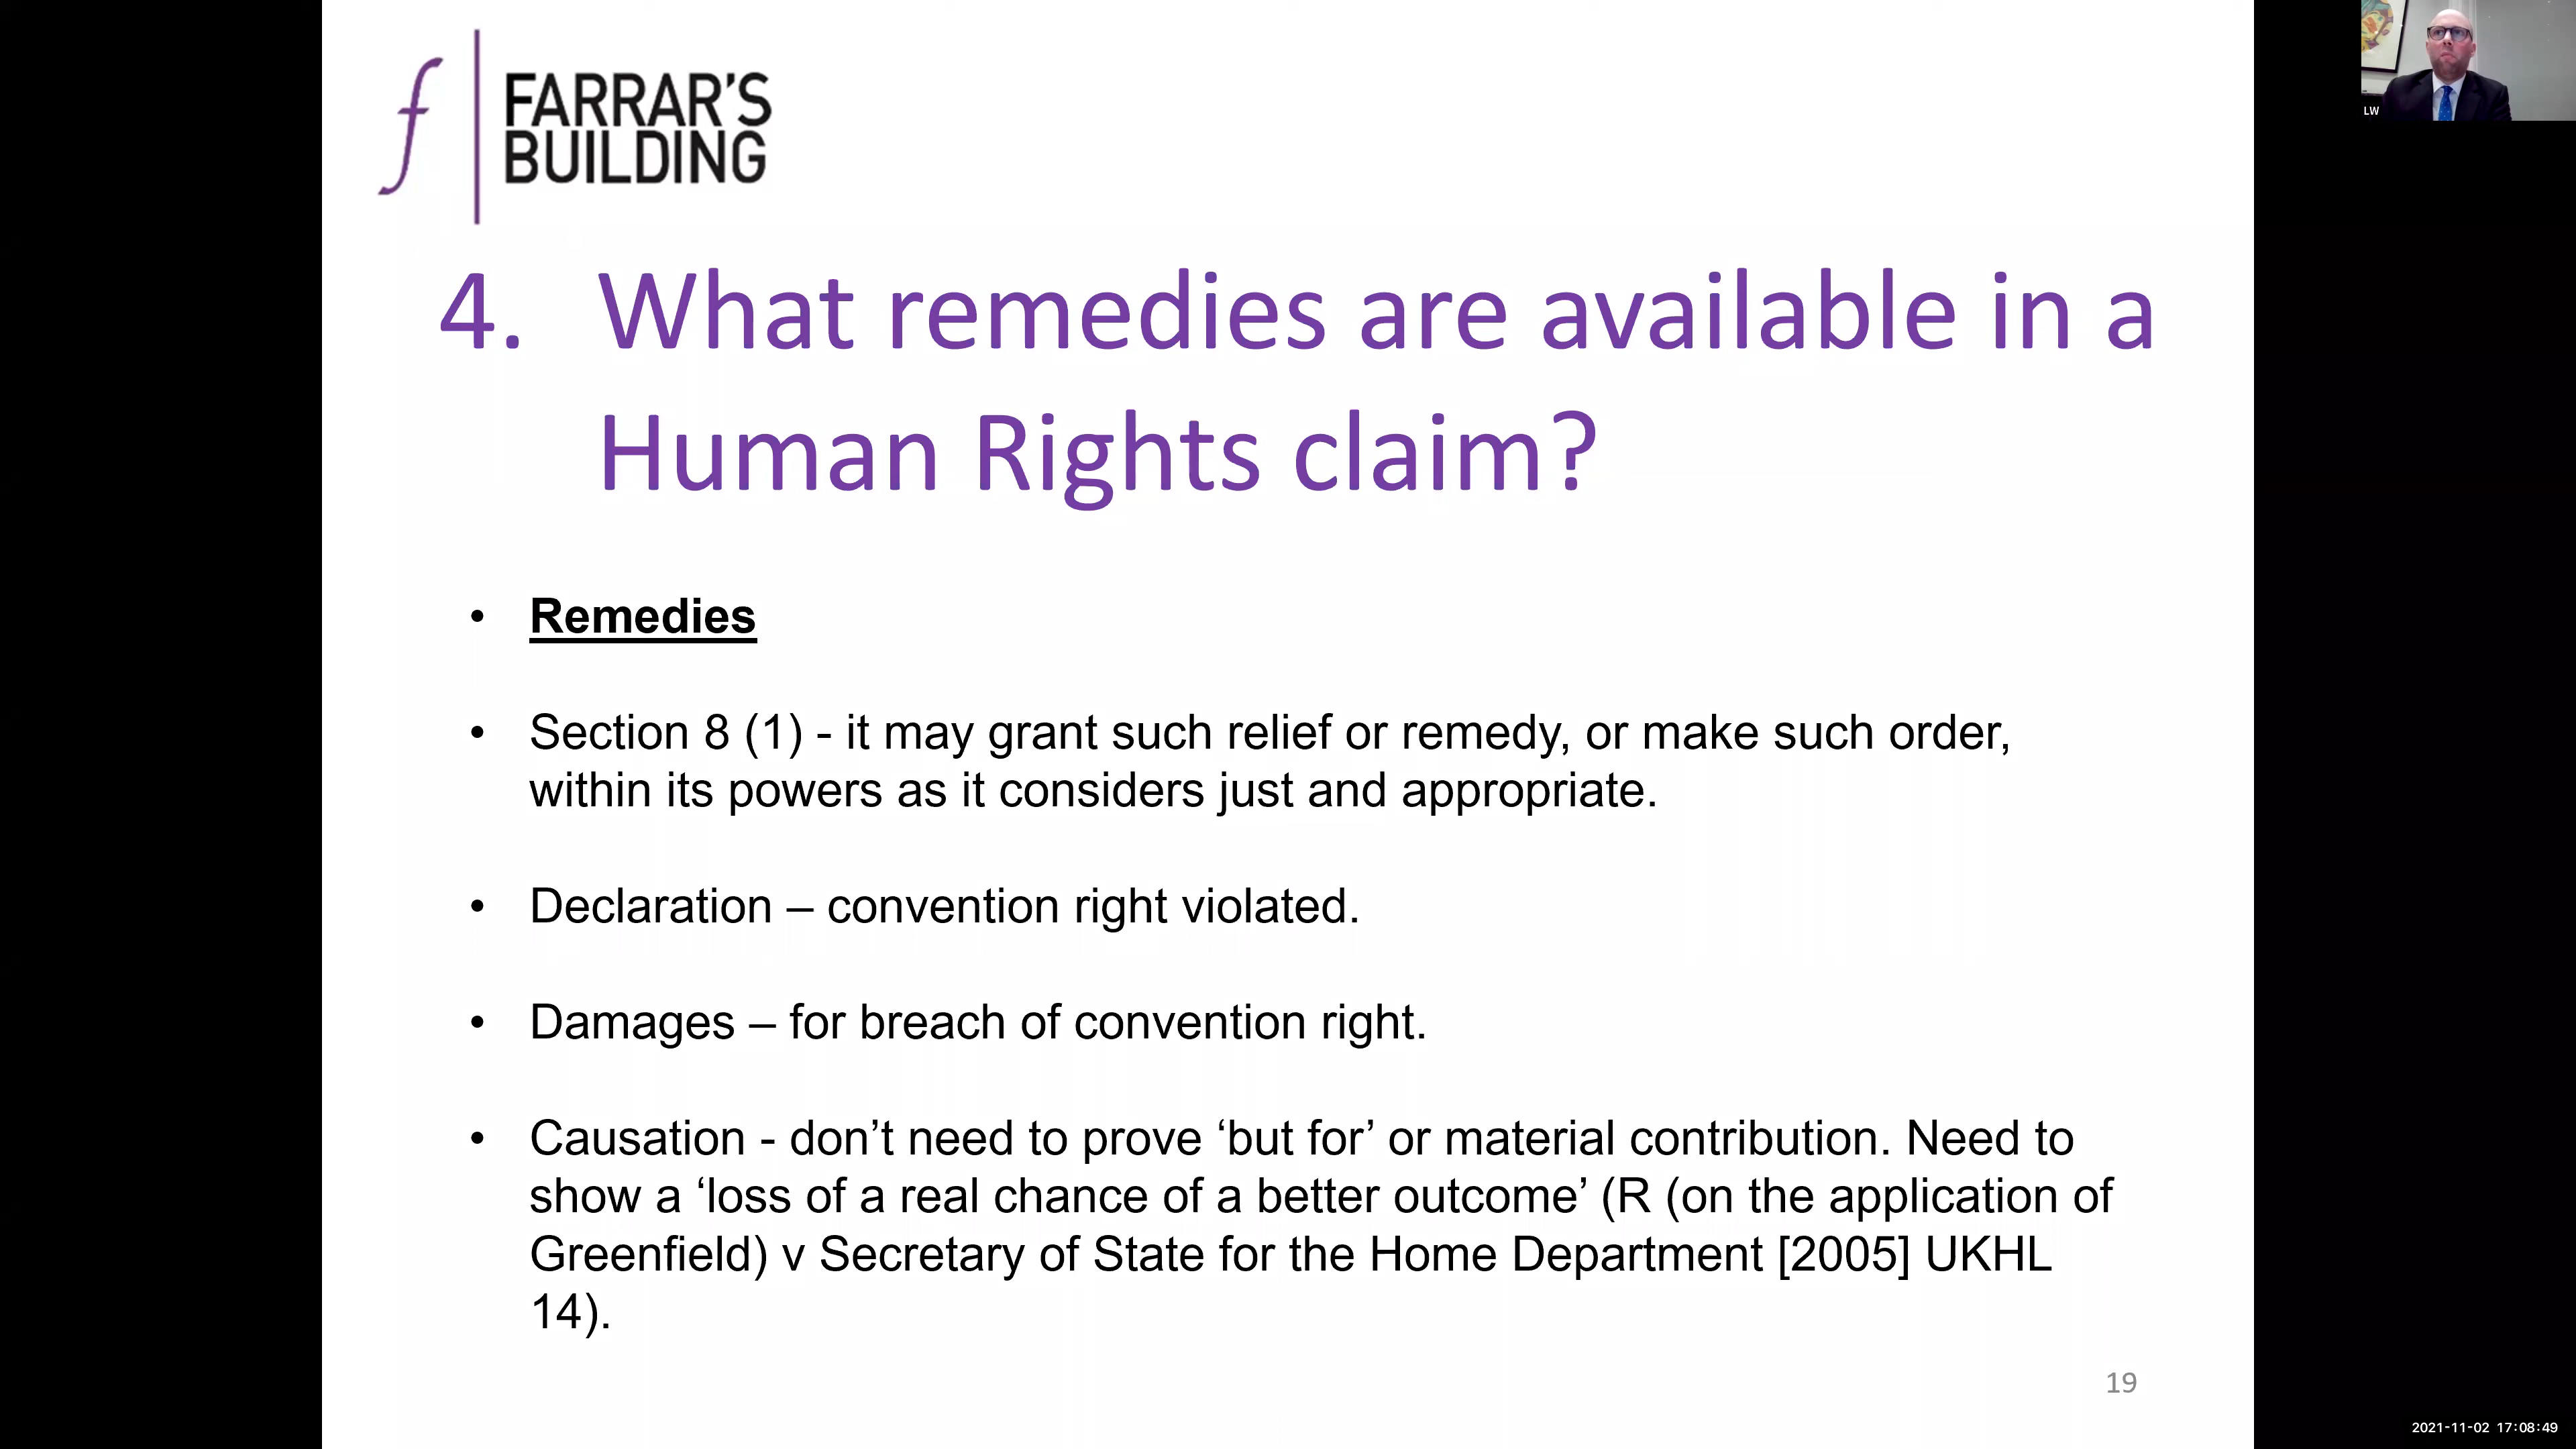 f
FARRAR'S
BUILDING
LW
4. What remedies are available in a
Human Rights claim?
• Remedies
• Section 8 (1) - it may grant such relief or remedy, or make such order,
within its powers as it considers just and appropriate.
• Declaration – convention right violated.
• Damages – for breach of convention right.
• Causation - don’t need to prove ‘but for’ or material contribution. Need to
show a ‘loss of a real chance of a better outcome’ (R (on the application of
Greenfield) v Secretary of State for the Home Department [2005] UKHL
14).
19
2021-11-02 17:08:49